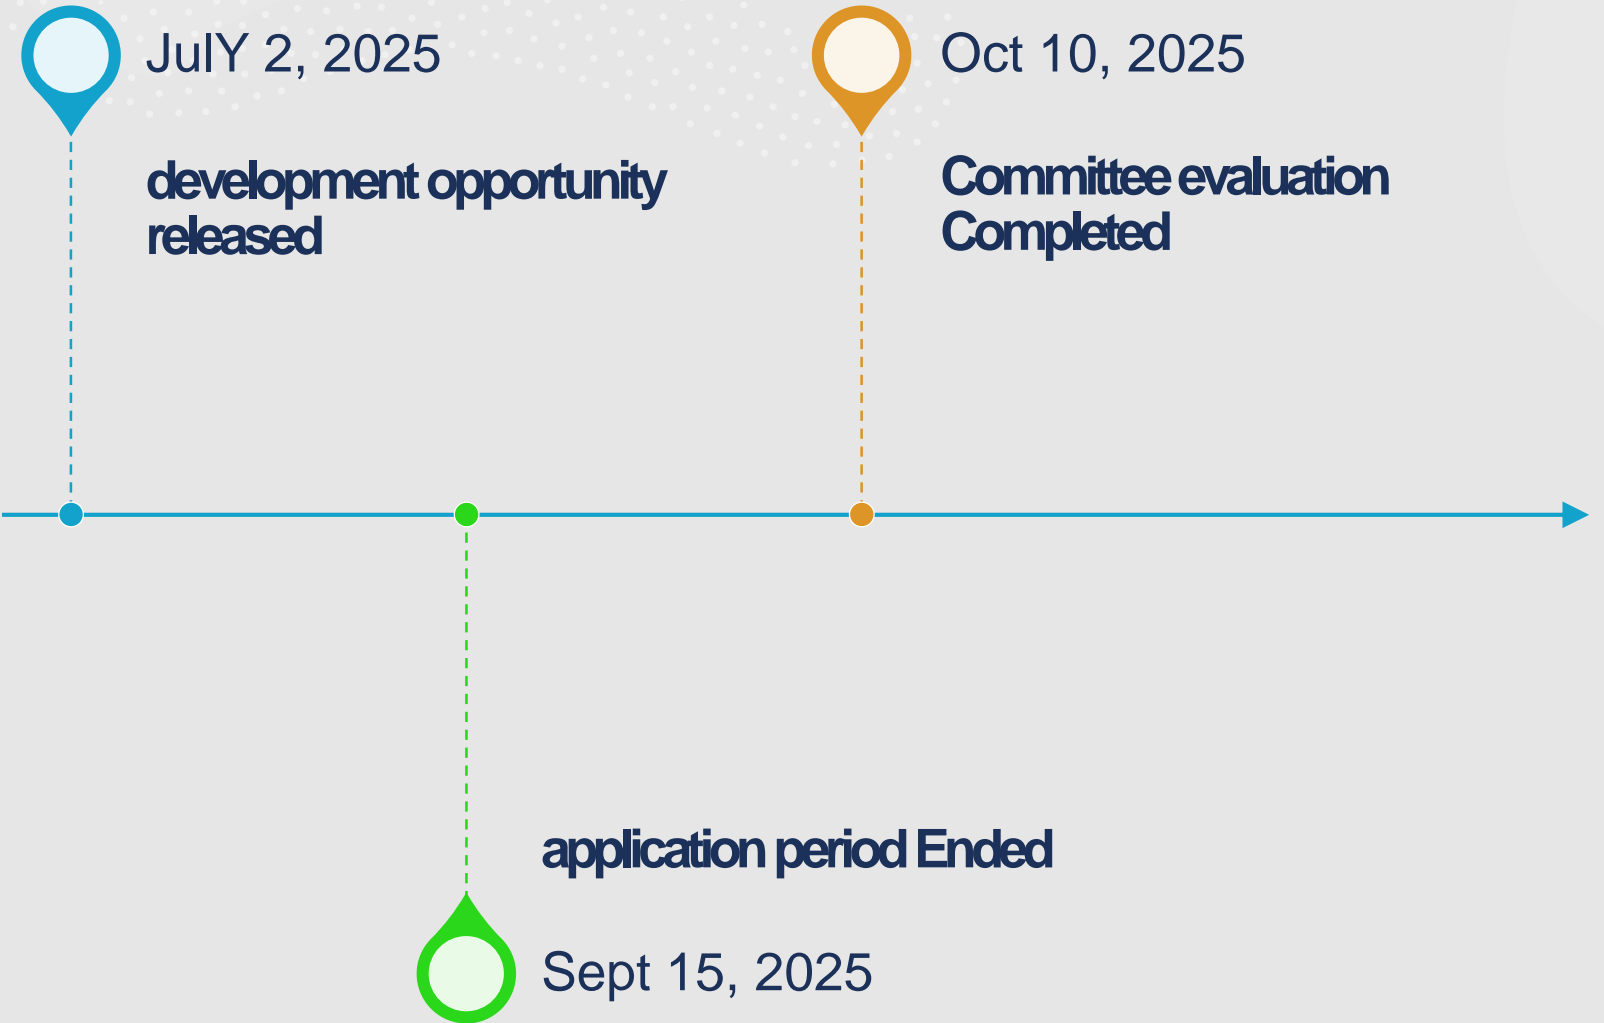 JulY 2, 2025
development opportunity
released
Oct 10, 2025
Committee evaluation
Completed
application period Ended
Sept 15, 2025